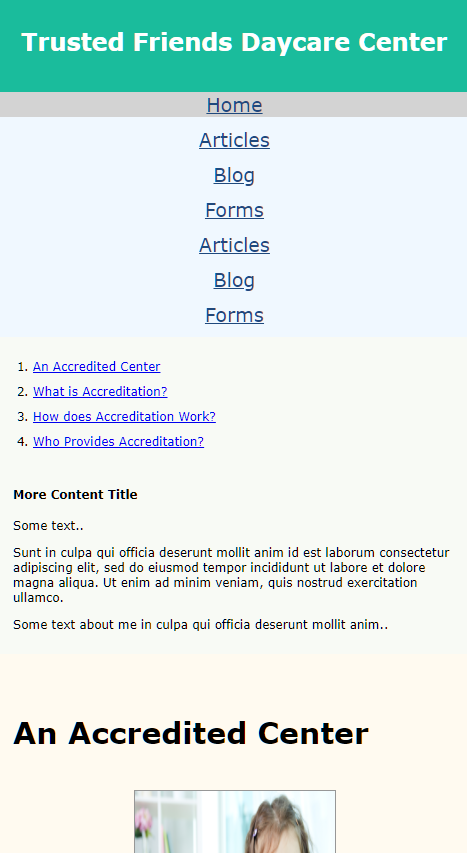 Trusted Friends Daycare Center
Home
Articles
Blog
Forms
Articles
Blog
Forms
1. An Accredited Center
2. What is Accreditation?
3. How does Accreditation Work?
4. Who Provides Accreditation?
More Content Title
Some text..
Sunt in culpa qui officia deserunt mollit anim id est laborum consectetur
adipiscing elit, sed do eiusmod tempor incididunt ut labore et dolore
magna aliqua. Ut enim ad minim veniam, quis nostrud exercitation
ullamco.
Some text about me in culpa qui officia deserunt mollit anim..
An Accredited Center